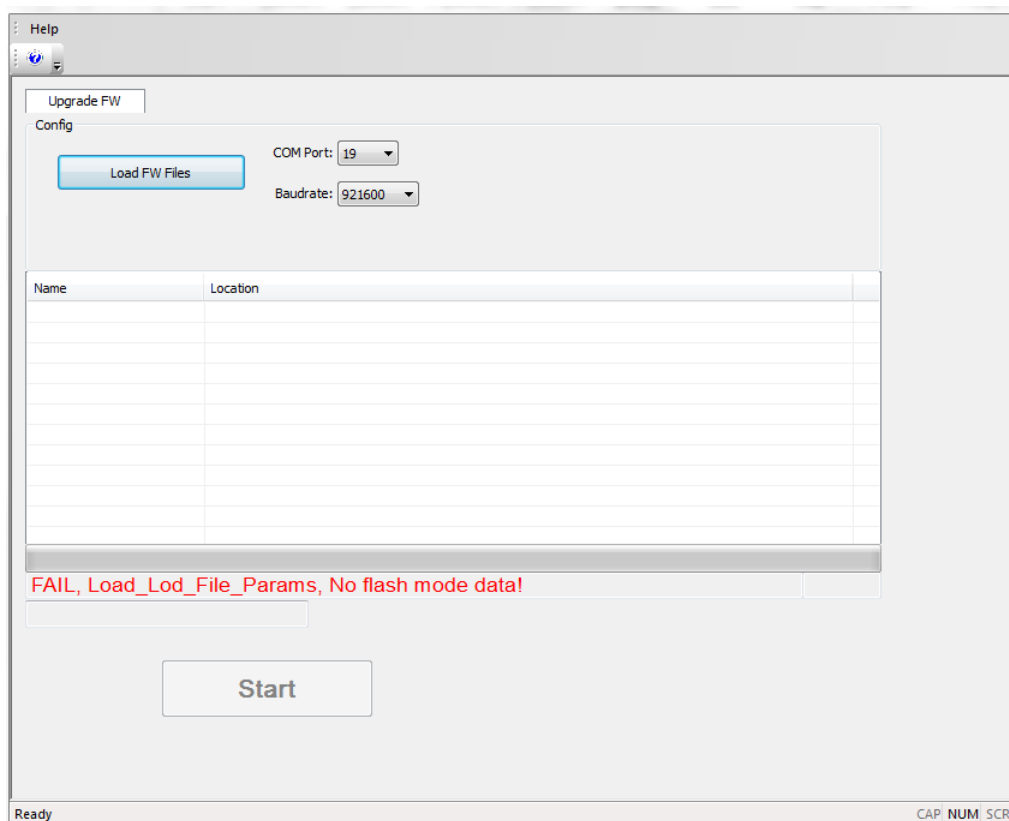 Help
Upgrade FW
Config
Load FW Files
COM Port: 19
Baudrate: 921600
Name Location
FAIL, Load_Lod_File_Params, No flash mode data!
Start
Ready CAP NUM SCR